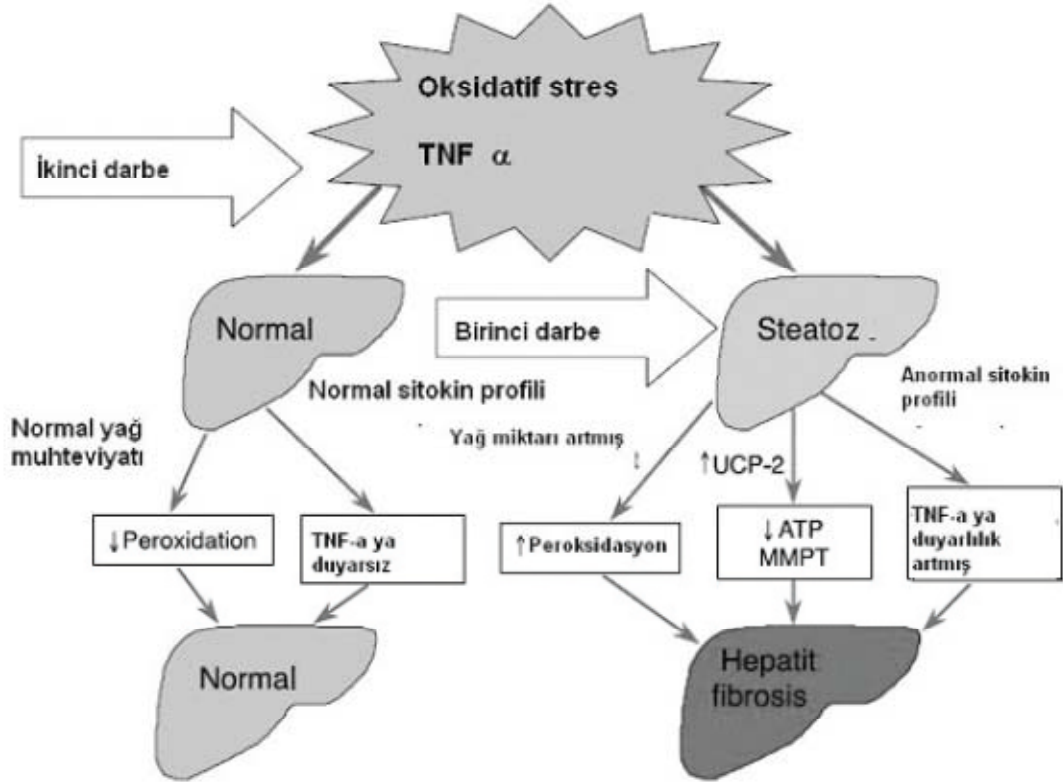 Oksidatif stres
TNF α
İkinci darbe
Normal
Birinci darbe
Steatoz
Normal sitokin profili
Anormal sitokin
profili
Normal yağ
muhteviyatı
Yağ miktarı artmış
↑UCP-2
↓Peroxidation
TNF-a ya
duyarsız
↑Peroksidasyon
↓ATP
MMPT
TNF-a ya
duyarlılık
artmış
Normal
Hepatit
fibrosis